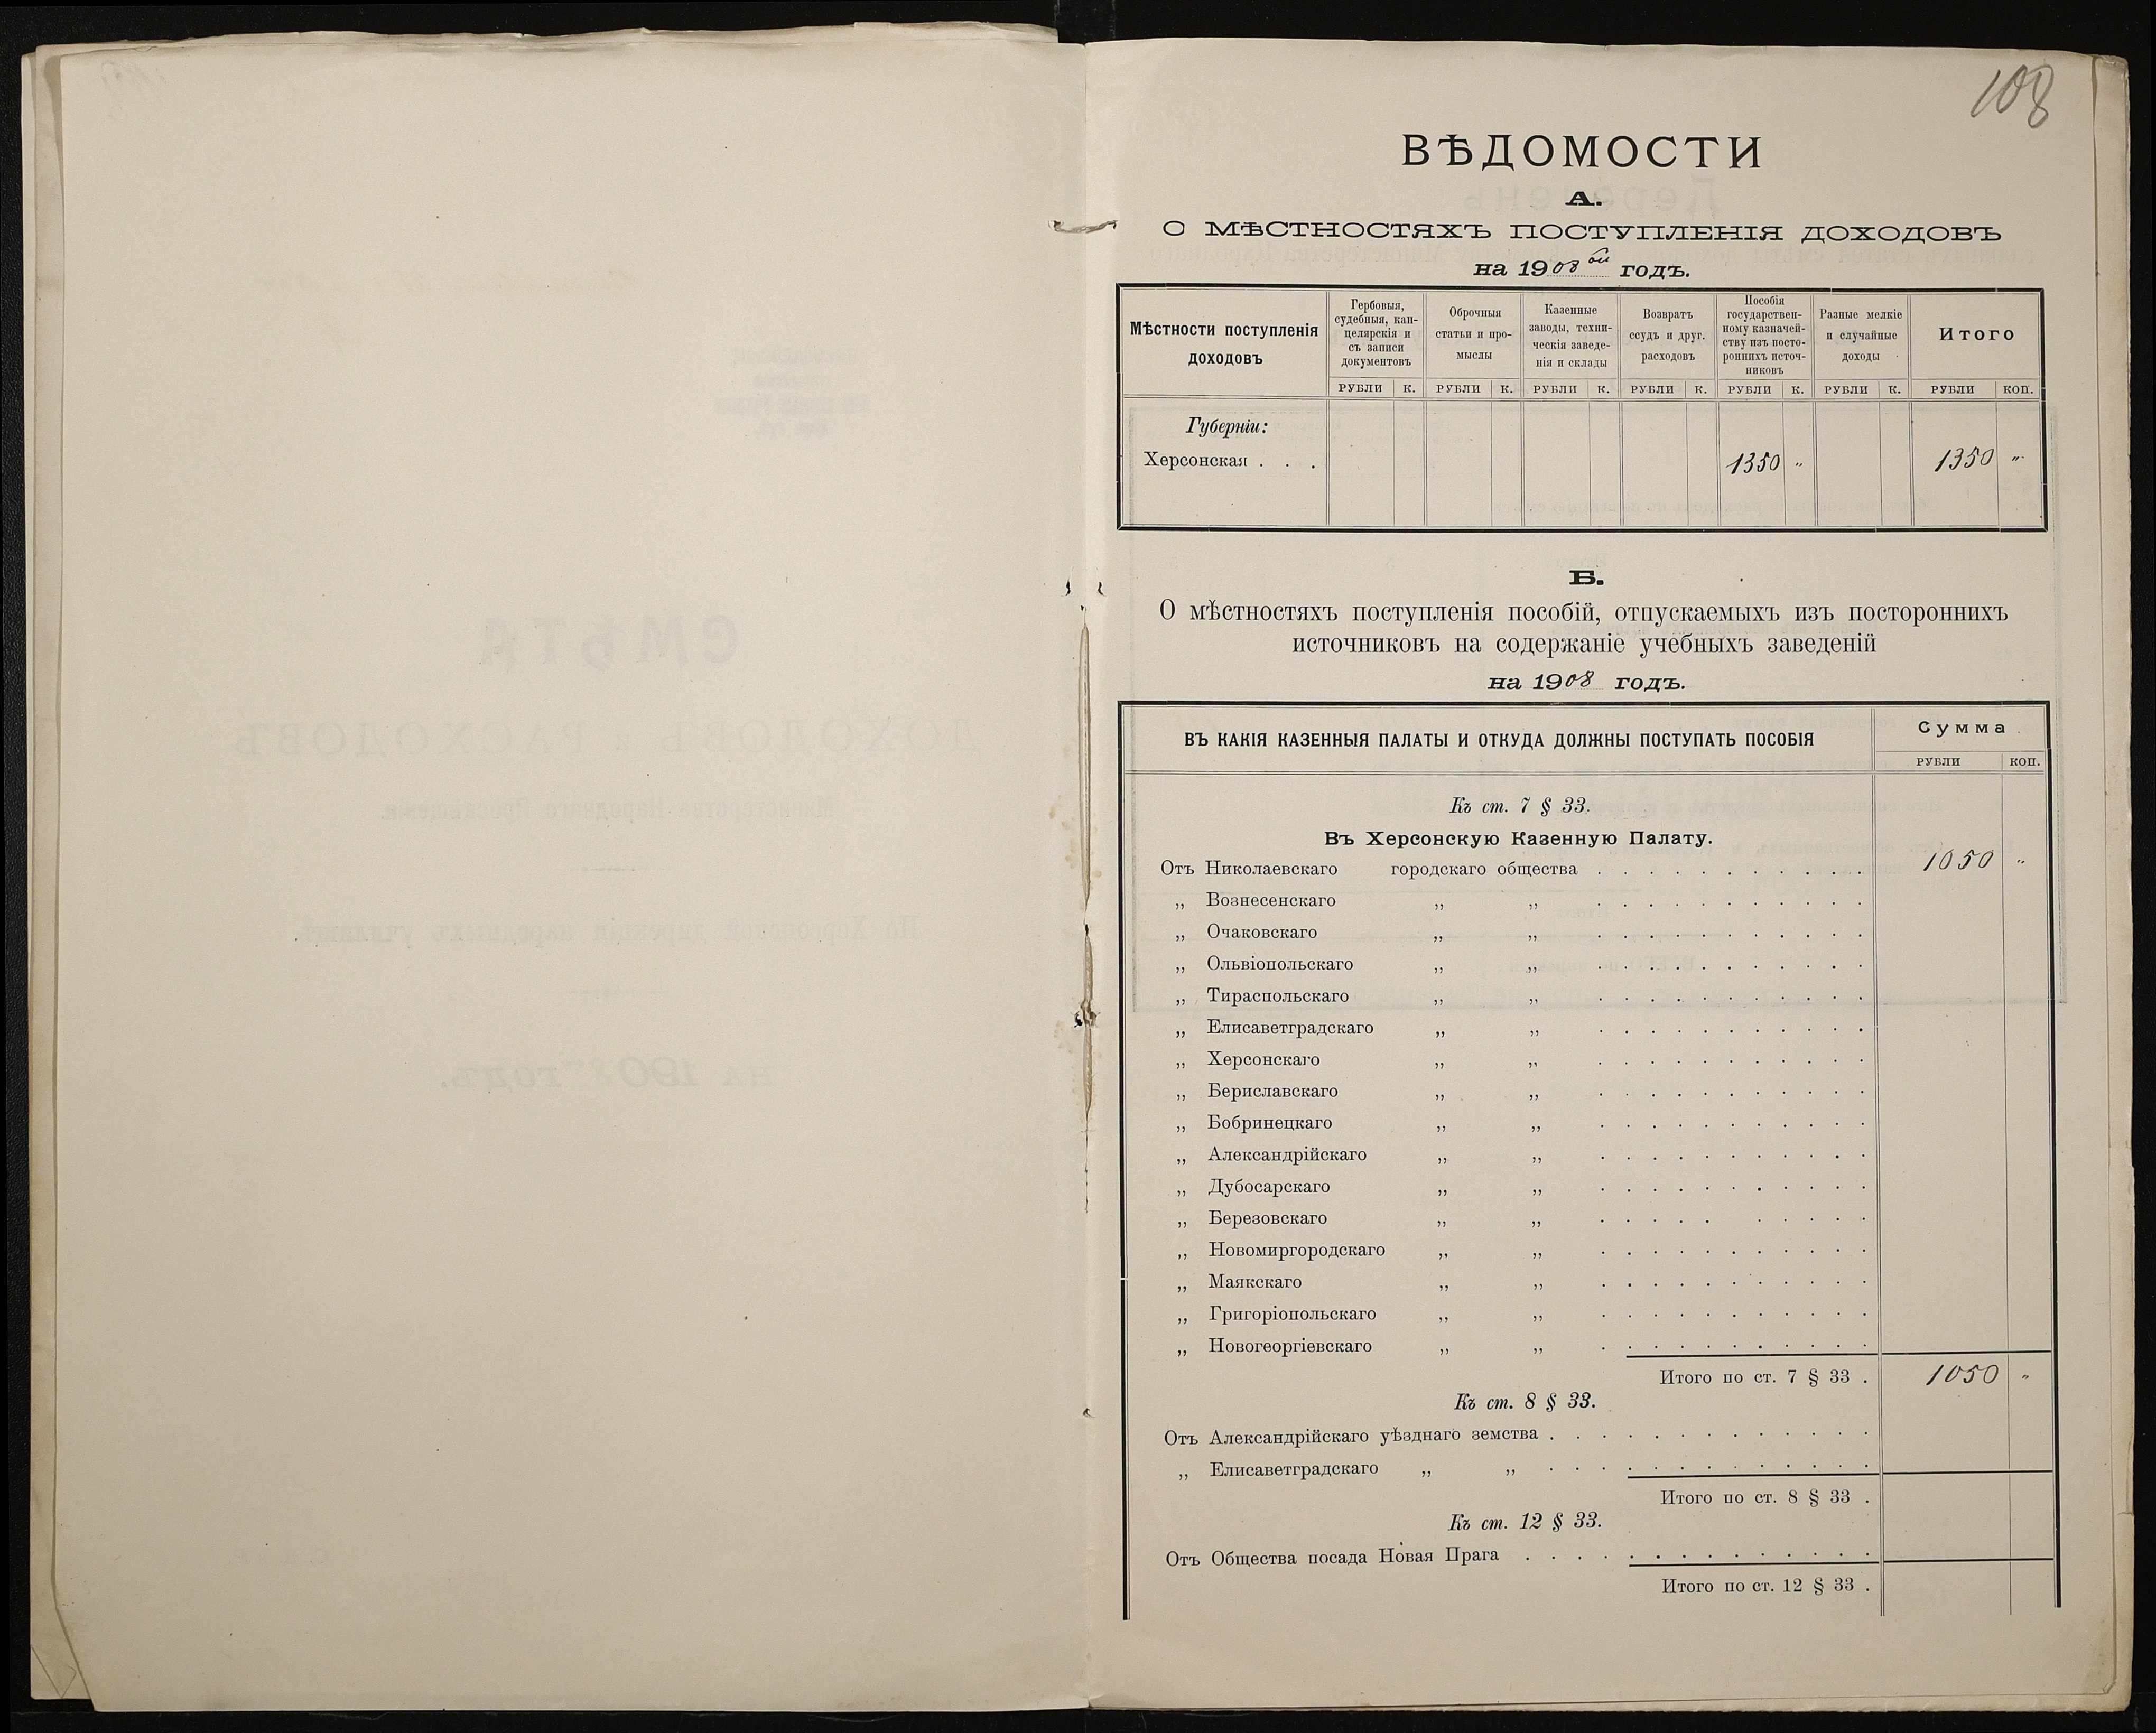 108
ВѢДОМОСТИ
А.
О МѢСТНОСТЯХЪ ПОСТУПЛЕНІЯ ДОХОДОВЪ
на 1908ой годъ.
Мѣстности поступленія доходовъ | Гербовыя, судебныя, канцелярскія и съ записи документовъ | Оброчныя статьи и промыслы | Казенные заводы, техническія заведенія и склады | Возвратъ ссудъ и друг. расходовъ | Пособія государственному казначейству изъ постороннихъ источниковъ | Разные мелкіе и случайные доходы | Итого
РУБЛИ К. РУБЛИ К. РУБЛИ К. РУБЛИ К. РУБЛИ К. РУБЛИ К. РУБЛИ КОП.
Губерніи:
Херсонская . . . 1350 „ 1350 „
Б.
О мѣстностяхъ поступленія пособій, отпускаемыхъ изъ постороннихъ
источниковъ на содержаніе учебныхъ заведеній
на 1908 годъ.
ВЪ КАКІЯ КАЗЕННЫЯ ПАЛАТЫ И ОТКУДА ДОЛЖНЫ ПОСТУПАТЬ ПОСОБІЯ | Сумма
РУБЛИ КОП.
Къ ст. 7 § 33.
Въ Херсонскую Казенную Палату.
Отъ Николаевскаго городскаго общества . . . . . . . . . . . 1050 „
„ Вознесенскаго „ „ . . . . . . . . . . .
„ Очаковскаго „ „ . . . . . . . . . . .
„ Ольвіопольскаго „ „ . . . . . . . . . . .
„ Тираспольскаго „ „ . . . . . . . . . . .
„ Елисаветградскаго „ „ . . . . . . . . . . .
„ Херсонскаго „ „ . . . . . . . . . . .
„ Бериславскаго „ „ . . . . . . . . . . .
„ Бобринецкаго „ „ . . . . . . . . . . .
„ Александрійскаго „ „ . . . . . . . . . . .
„ Дубосарскаго „ „ . . . . . . . . . . .
„ Березовскаго „ „ . . . . . . . . . .
„ Новомиргородскаго „ „ . . . . . . . . . . .
„ Маякскаго „ „ . . . . . . . . . . .
„ Григоріопольскаго „ „ . . . . . . . . . . .
„ Новогеоргіевскаго „ „ . . . . . . . . . . .
Итого по ст. 7 § 33 . 1050 „
Къ ст. 8 § 33.
Отъ Александрійскаго уѣзднаго земства . . . . . . . . . . . . .
„ Елисаветградскаго „ „ . . . . . . . . . . . . .
Итого по ст. 8 § 33 .
Къ ст. 12 § 33.
Отъ Общества посада Новая Прага . . . . . . . . . . . . . .
Итого по ст. 12 § 33 .